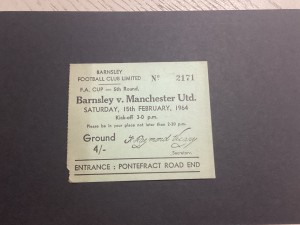 BARNSLEY
FOOTBALL CLUB LIMITED
Nº 2171
F.A. CUP — 5th Round.
Barnsley v. Manchester Utd.
SATURDAY, 15th FEBRUARY, 1964
Kick-off 3-0 p.m.
Please be in your place not later than 2-30 p.m.
Ground
4/-
Secretary
ENTRANCE : PONTEFRACT ROAD END